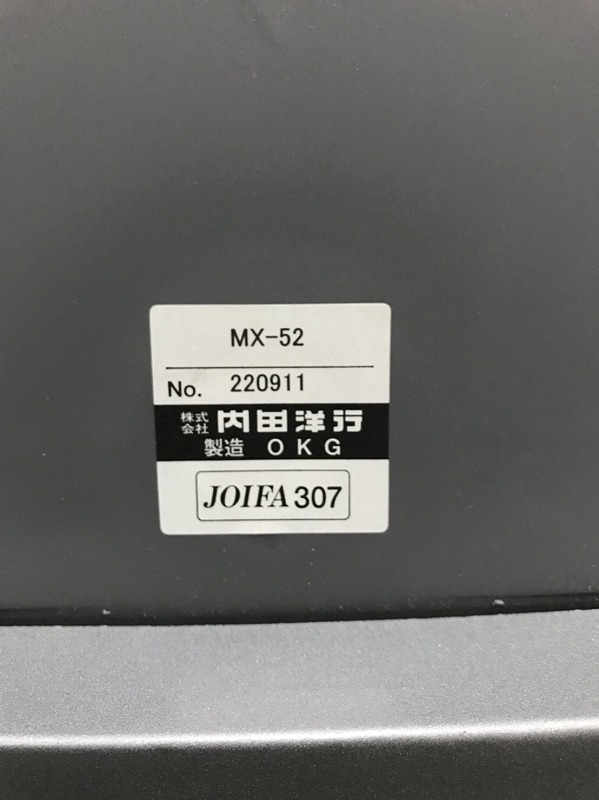 MX-52
No. 220911
株式会社 内田洋行
製造 OKG
JOIFA 307